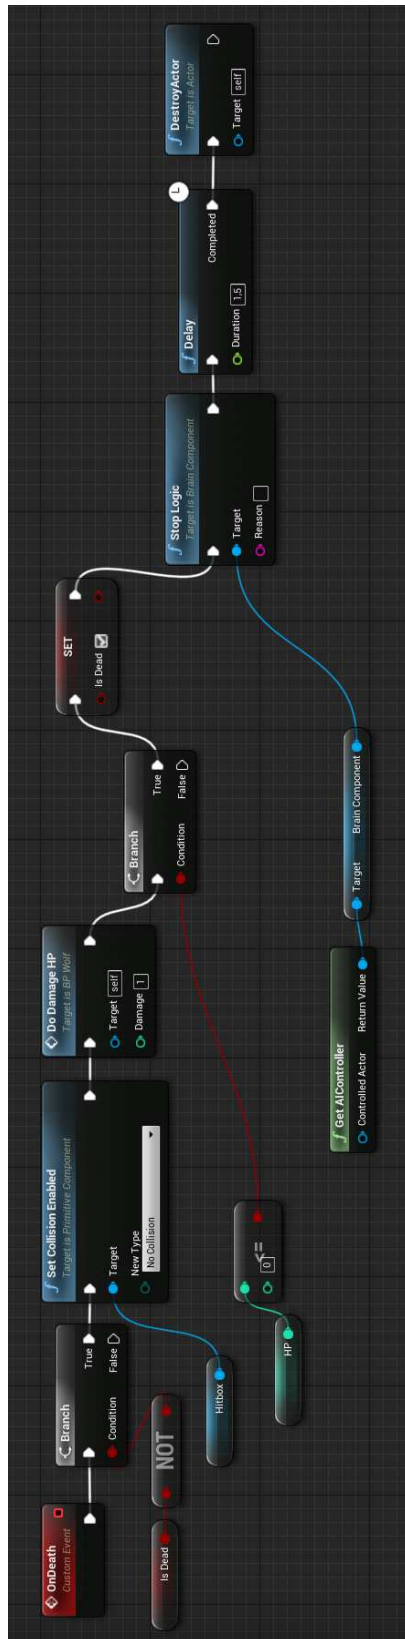 OnDeath
Custom Event
Is Dead
NOT
Branch
Condition
True
False
Hitbox
Set Collision Enabled
Target is Primitive Component
Target
New Type
No Collision
Do Damage HP
Target is BP Wolf
Target self
Damage 1
HP
<=
0
Branch
Condition
True
False
SET
Is Dead
Get AIController
Controlled Actor
Return Value
Target
Brain Component
Stop Logic
Target is Brain Component
Target
Reason
Delay
Duration 1,5
Completed
DestroyActor
Target is Actor
Target self